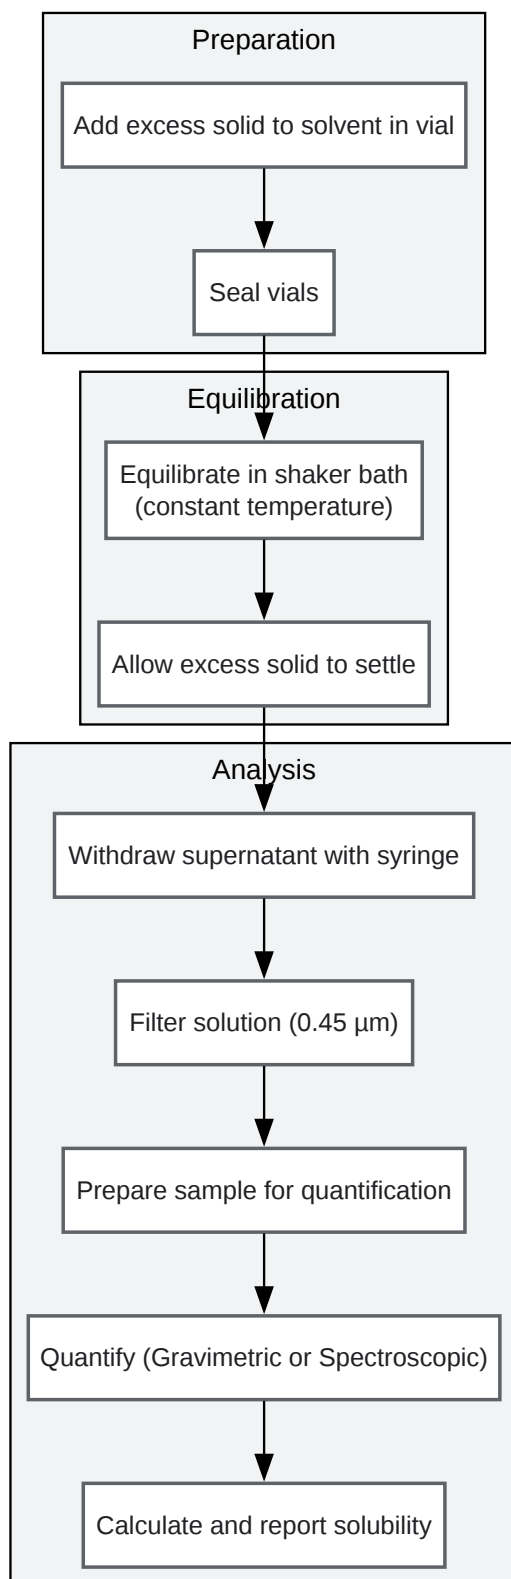 Preparation
Add excess solid to solvent in vial
Seal vials
Equilibration
Equilibrate in shaker bath
(constant temperature)
Allow excess solid to settle
Analysis
Withdraw supernatant with syringe
Filter solution (0.45 µm)
Prepare sample for quantification
Quantify (Gravimetric or Spectroscopic)
Calculate and report solubility